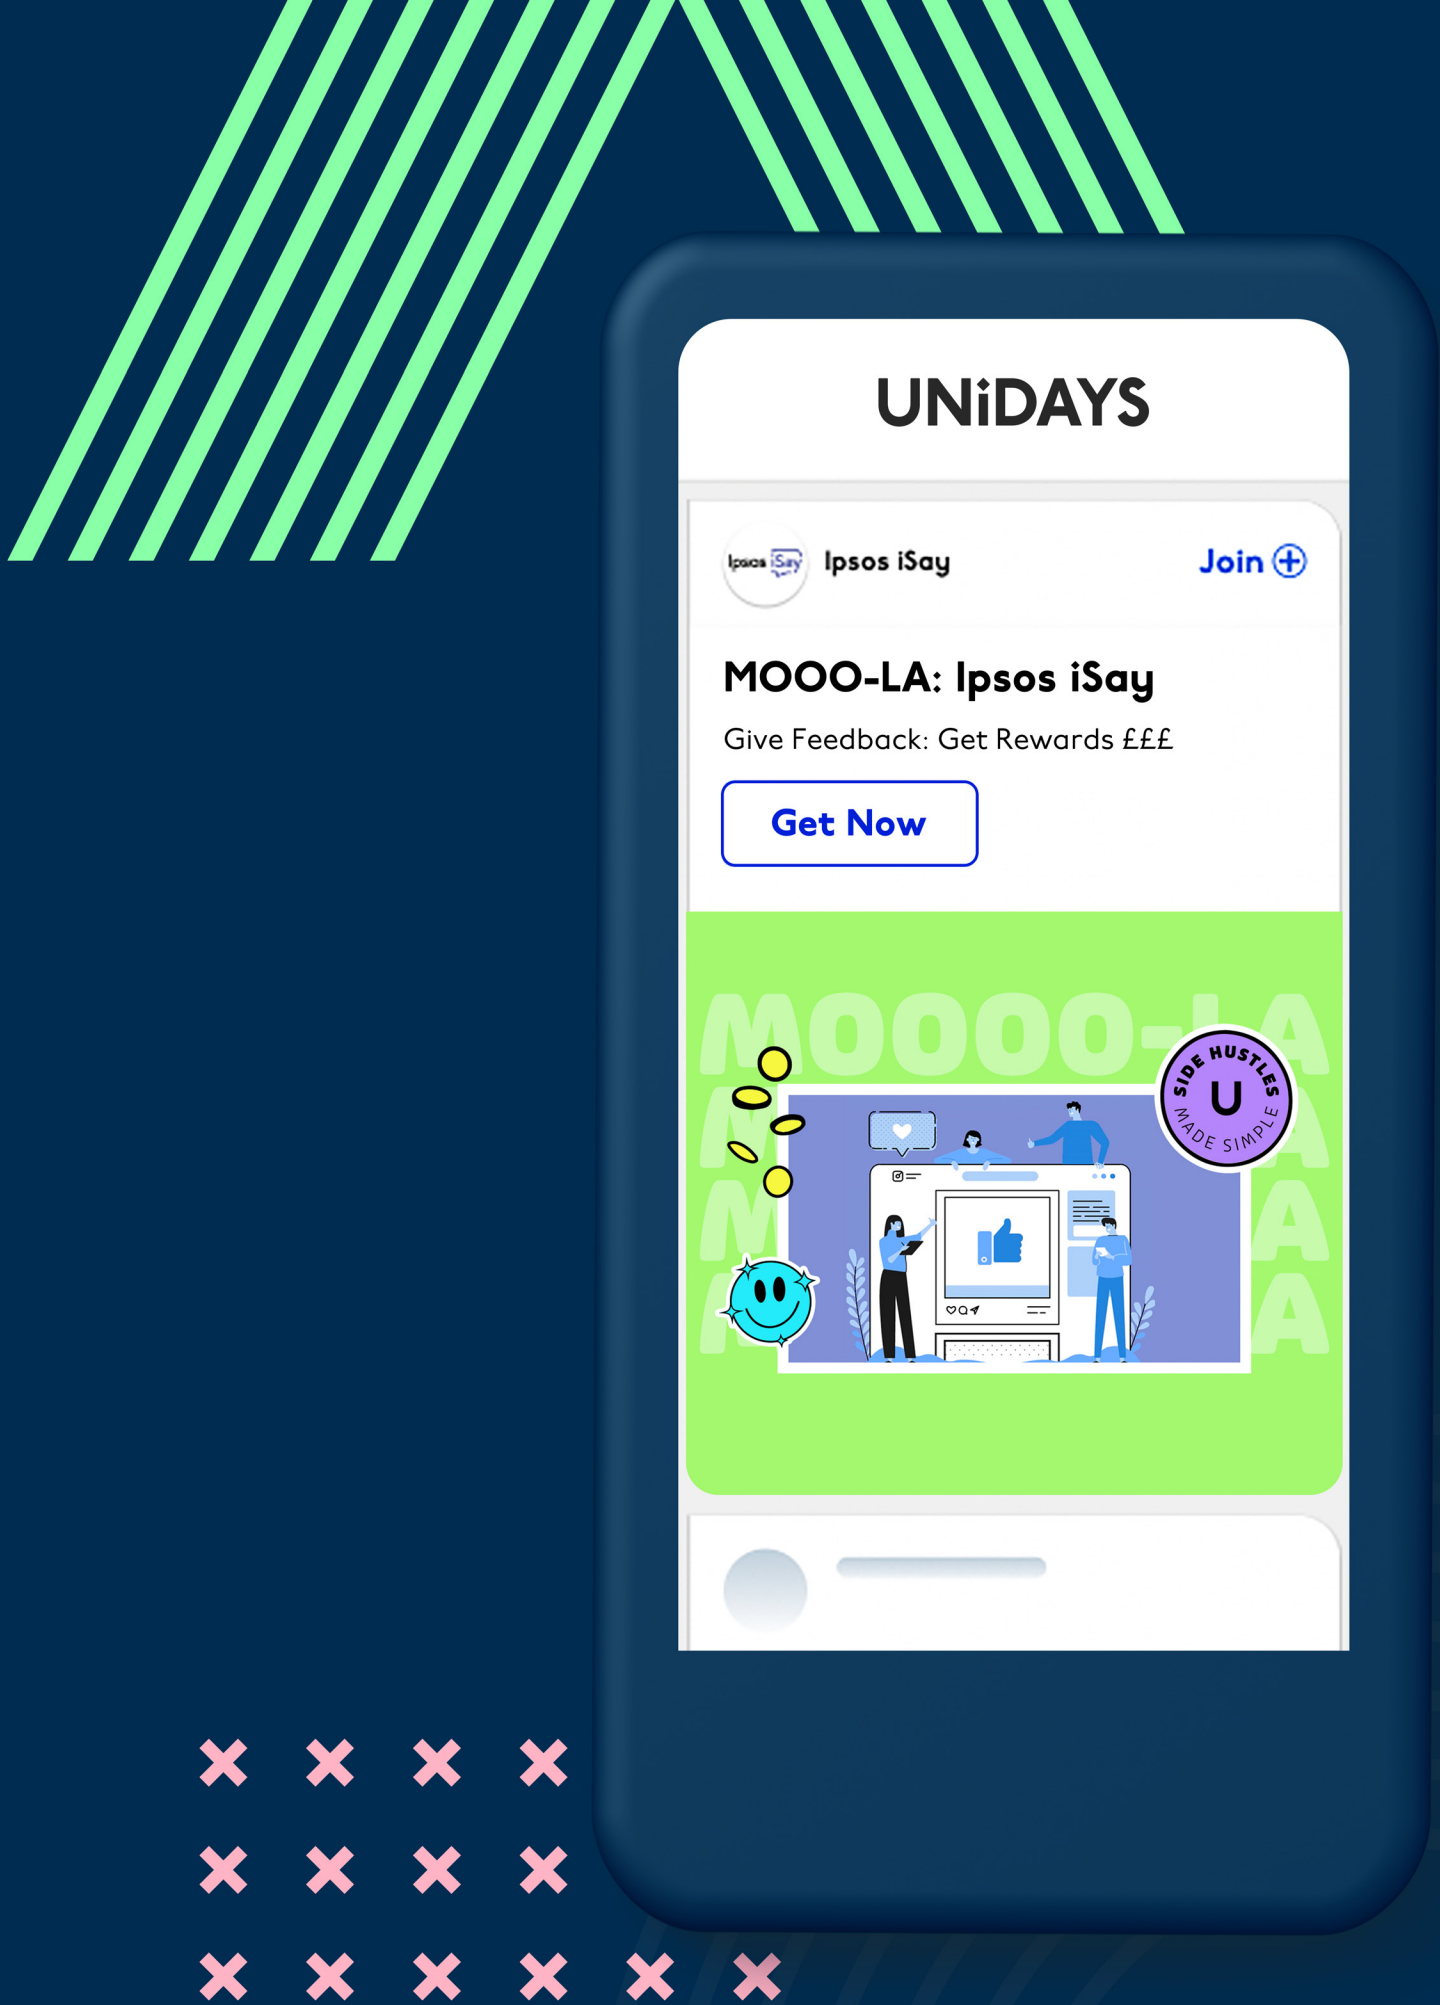 UNiDAYS
Ipsos iSay
Ipsos iSay
Join
MOOO-LA: Ipsos iSay
Give Feedback: Get Rewards £££
Get Now
MOOOO-LA
SIDE HUSTLES
U
MADE SIMPLE
M A
M A
A